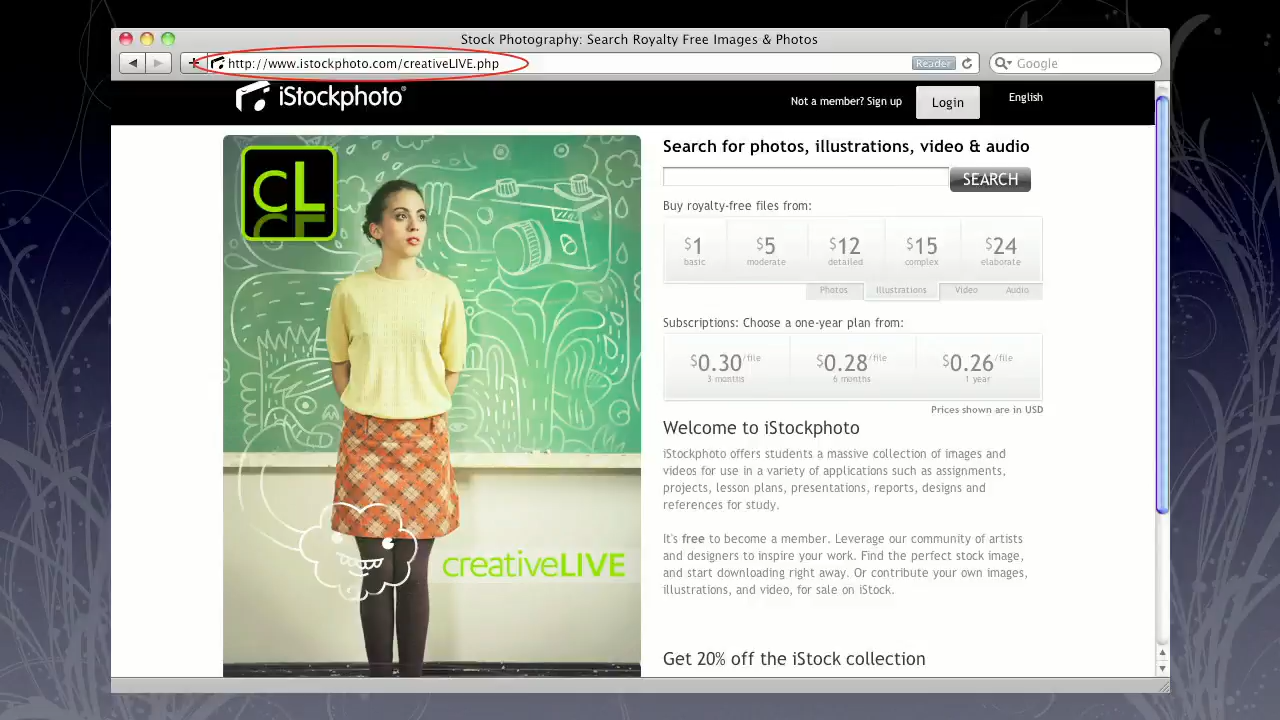 Stock Photography: Search Royalty Free Images & Photos
http://www.istockphoto.com/creativeLIVE.php
Reader
Google
iStockphoto®
Not a member? Sign up
Login
English
CL
creativeLIVE
Search for photos, illustrations, video & audio
SEARCH
Buy royalty-free files from:
$1 $5 $12 $15 $24
basic moderate detailed complex elaborate
Photos Illustrations Video Audio
Subscriptions: Choose a one-year plan from:
$0.30/file $0.28/file $0.26/file
3 months 6 months 1 year
Prices shown are in USD
Welcome to iStockphoto
iStockphoto offers students a massive collection of images and
videos for use in a variety of applications such as assignments,
projects, lesson plans, presentations, reports, designs and
references for study.
It's free to become a member. Leverage our community of artists
and designers to inspire your work. Find the perfect stock image,
and start downloading right away. Or contribute your own images,
illustrations, and video, for sale on iStock.
Get 20% off the iStock collection